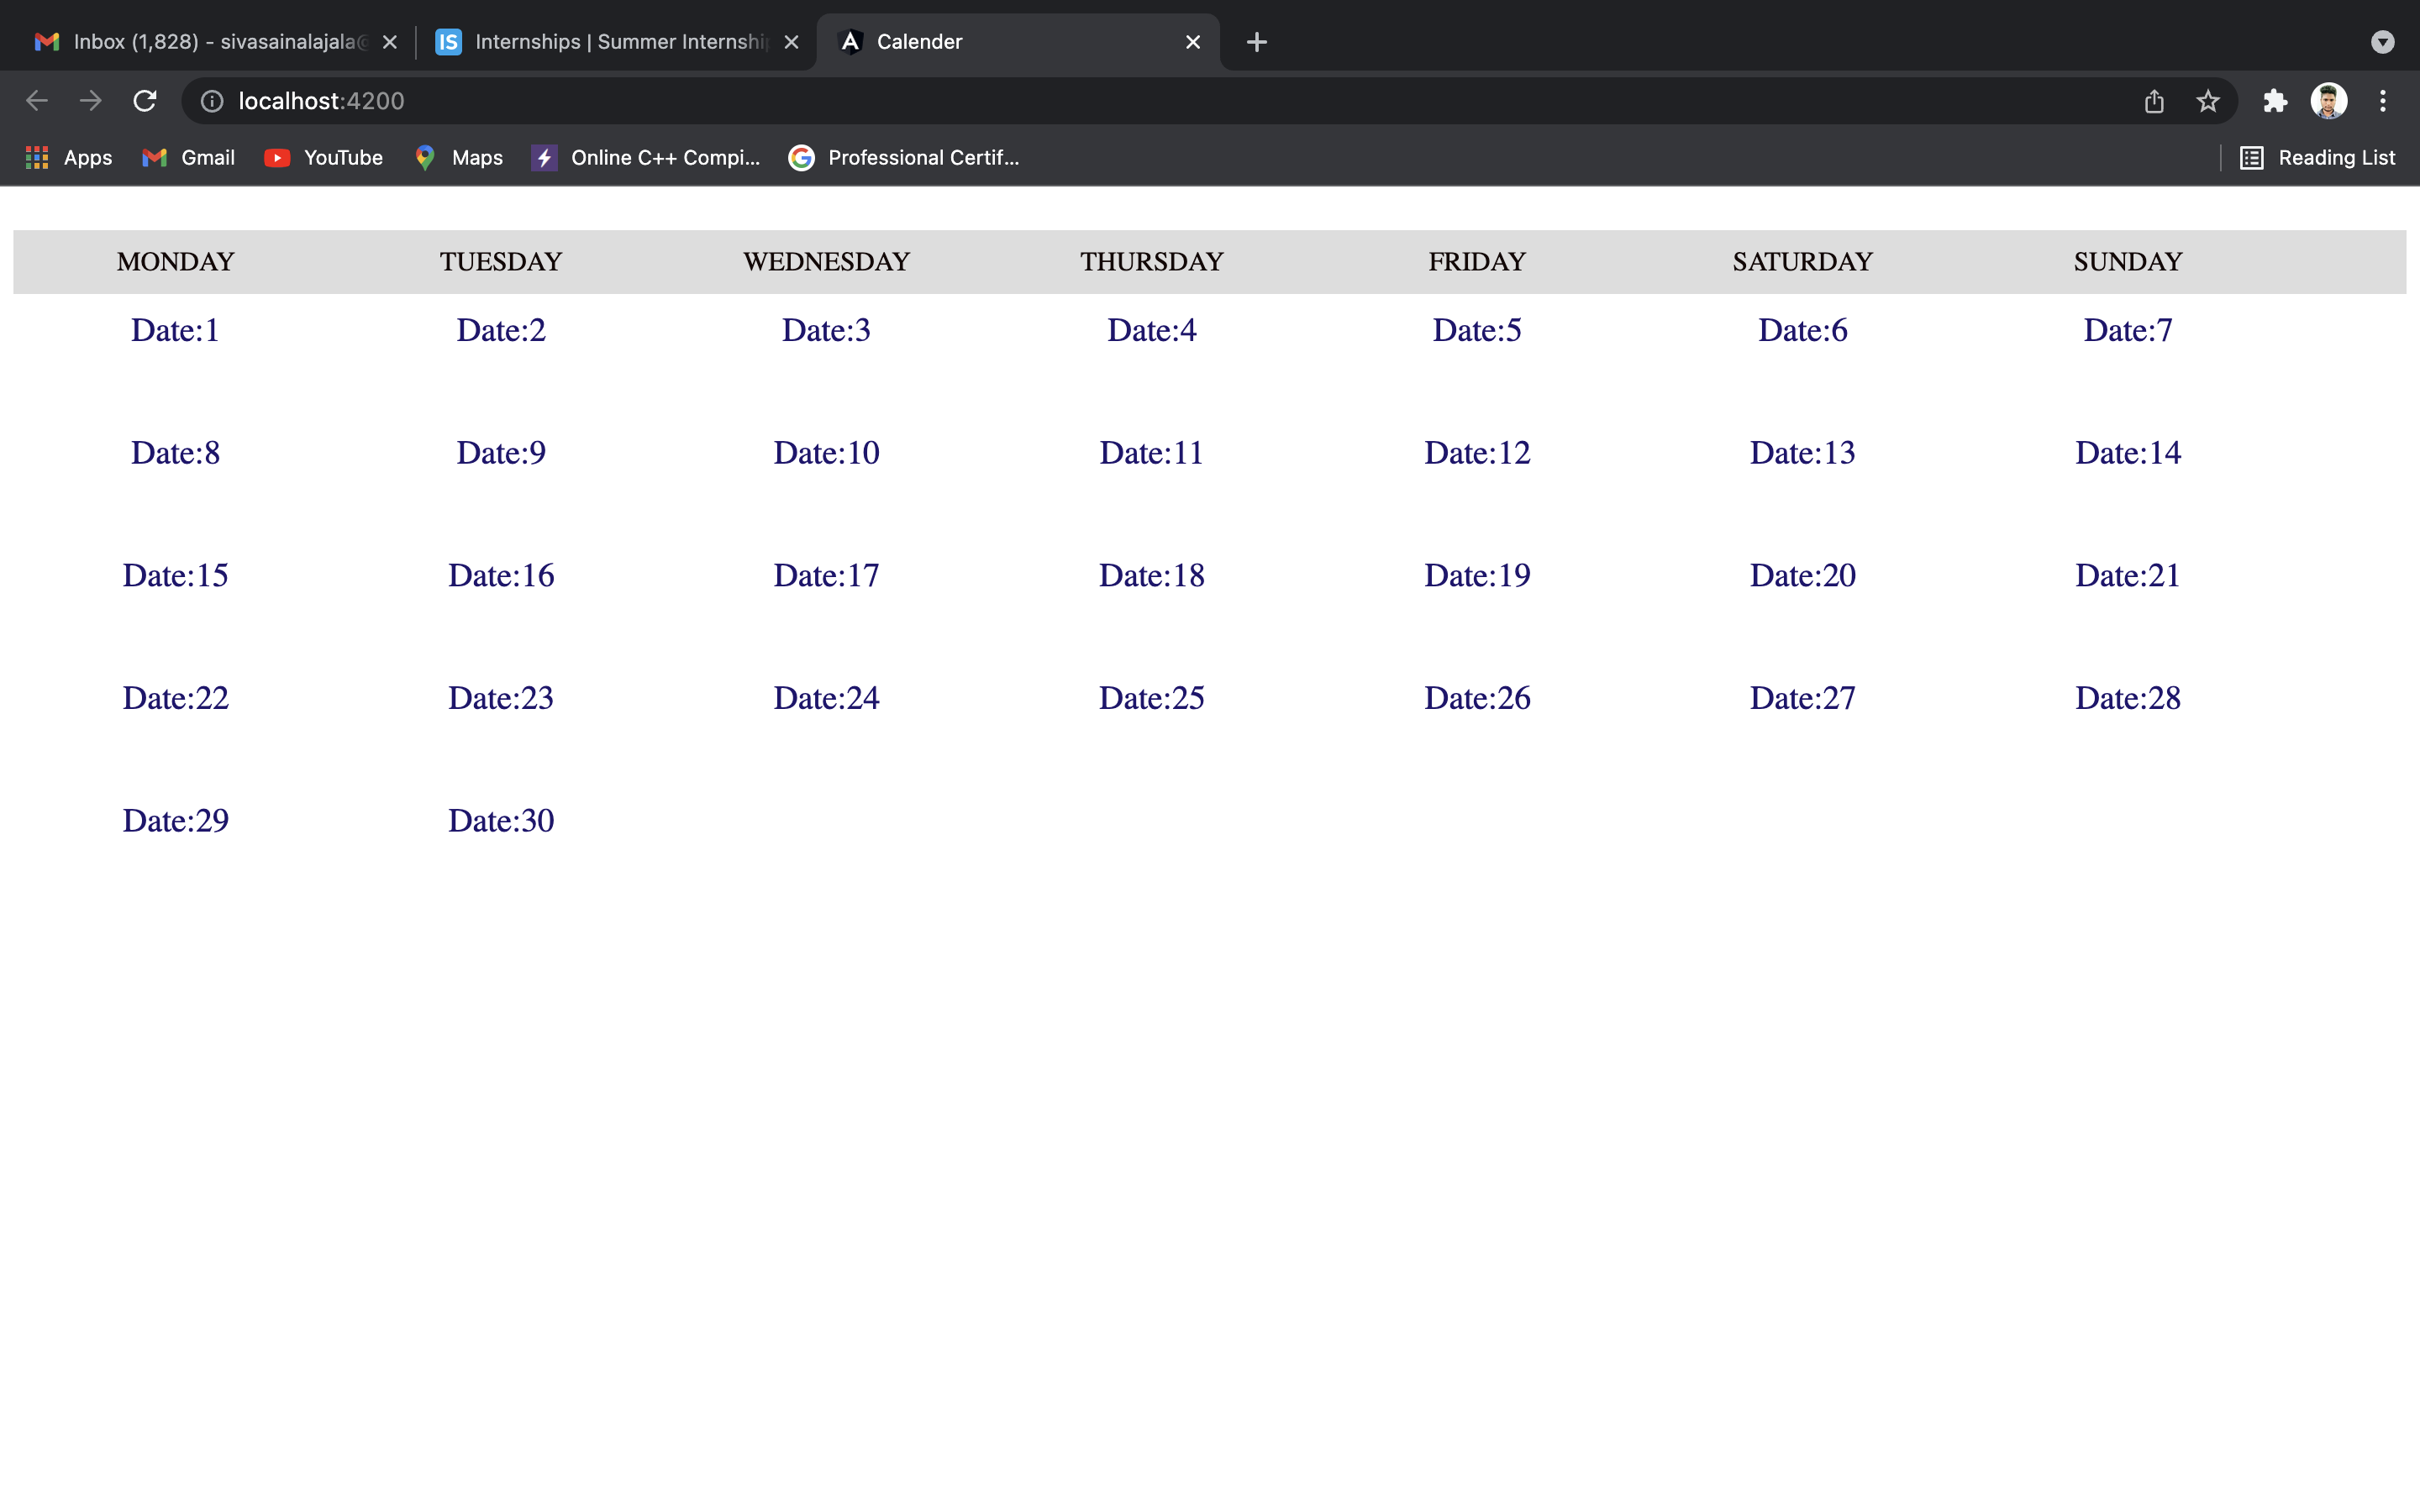 Inbox (1,828) - sivasainalajala@
IS Internships | Summer Internshi
Calender
localhost:4200
Apps Gmail YouTube Maps Online C++ Compi... Professional Certif... Reading List
MONDAY TUESDAY WEDNESDAY THURSDAY FRIDAY SATURDAY SUNDAY
Date:1 Date:2 Date:3 Date:4 Date:5 Date:6 Date:7
Date:8 Date:9 Date:10 Date:11 Date:12 Date:13 Date:14
Date:15 Date:16 Date:17 Date:18 Date:19 Date:20 Date:21
Date:22 Date:23 Date:24 Date:25 Date:26 Date:27 Date:28
Date:29 Date:30